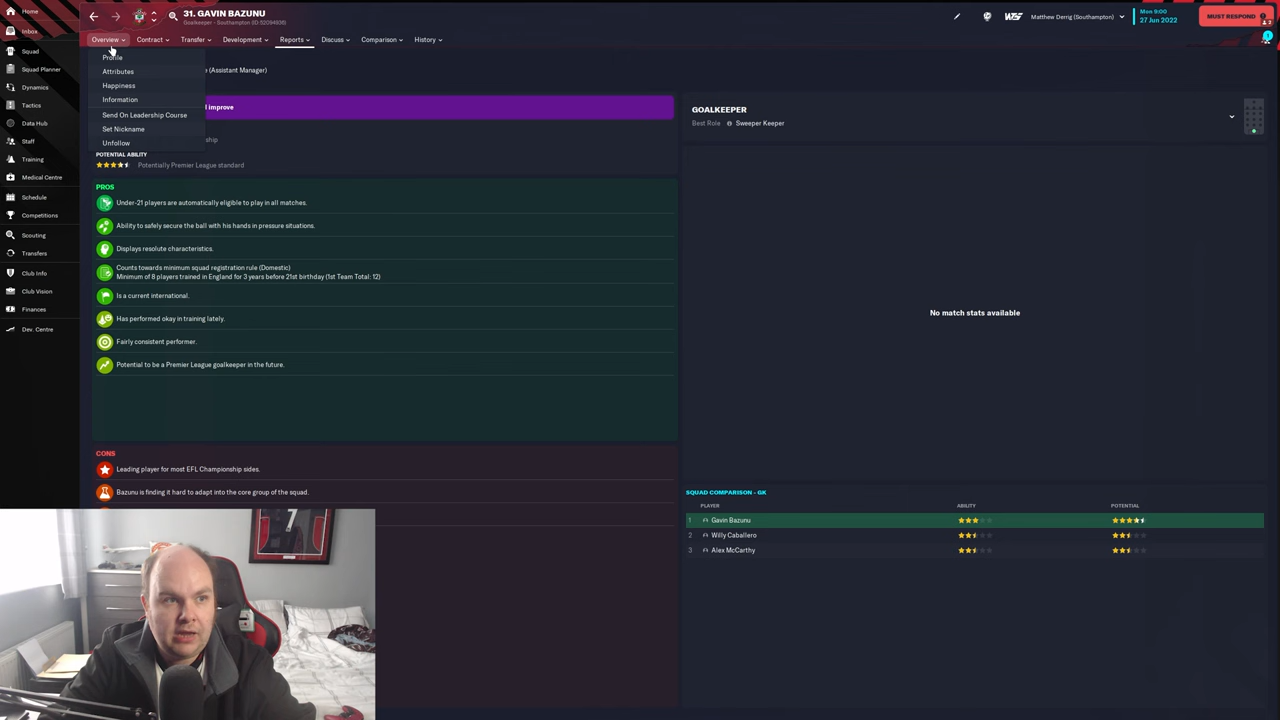 Home
31. GAVIN BAZUNU
Goalkeeper - Southampton (ID:52094936)
Matthew Derrig (Southampton)
Mon 9:00
27 Jun 2022
MUST RESPOND
Inbox
Squad
Squad Planner
Dynamics
Tactics
Data Hub
Staff
Training
Medical Centre
Schedule
Competitions
Scouting
Transfers
Club Info
Club Vision
Finances
Dev. Centre
Overview
Contract
Transfer
Development
Reports
Discuss
Comparison
History
Profile
Attributes
Happiness
Information
Send On Leadership Course
Set Nickname
Unfollow
(Assistant Manager)
improve
POTENTIAL ABILITY
Potentially Premier League standard
PROS
Under-21 players are automatically eligible to play in all matches.
Ability to safely secure the ball with his hands in pressure situations.
Displays resolute characteristics.
Counts towards minimum squad registration rule (Domestic)
Minimum of 8 players trained in England for 3 years before 21st birthday (1st Team Total: 12)
Is a current international.
Has performed okay in training lately.
Fairly consistent performer.
Potential to be a Premier League goalkeeper in the future.
CONS
Leading player for most EFL Championship sides.
Bazunu is finding it hard to adapt into the core group of the squad.
GOALKEEPER
Best Role Sweeper Keeper
No match stats available
SQUAD COMPARISON - GK
PLAYER ABILITY POTENTIAL
1 Gavin Bazunu
2 Willy Caballero
3 Alex McCarthy
7